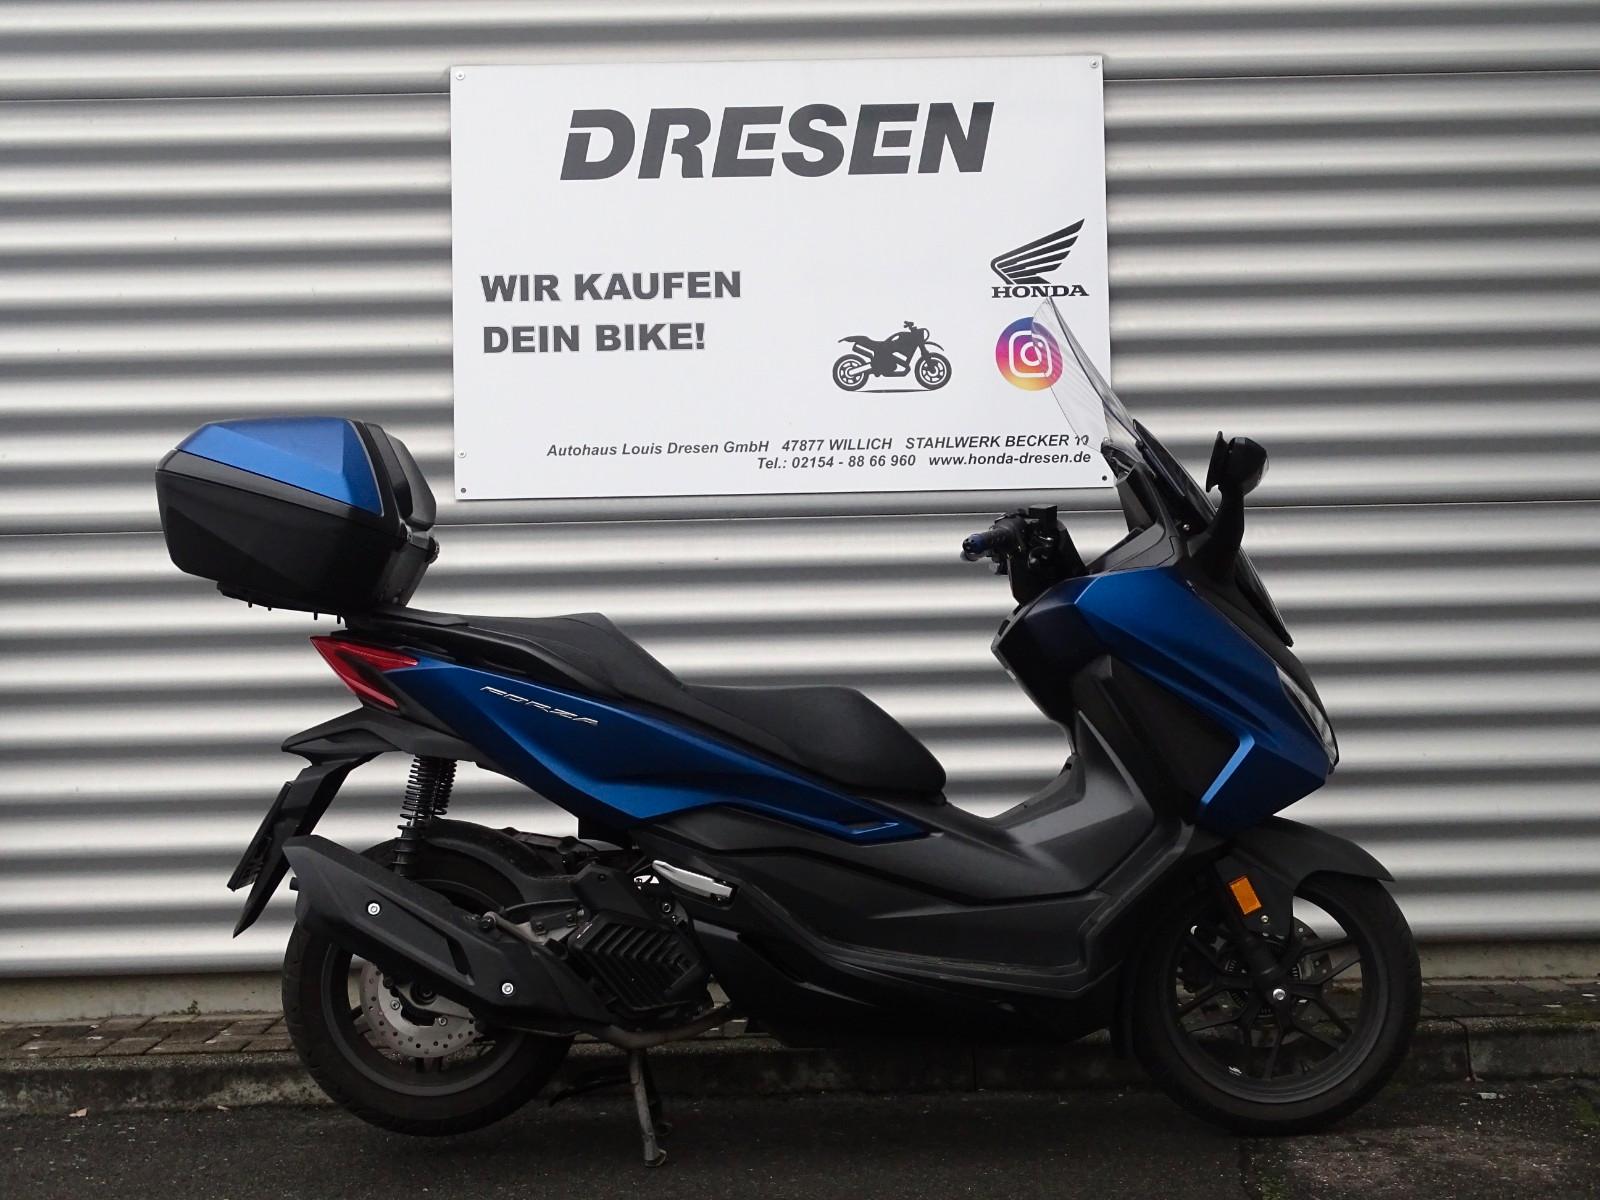 DRESEN
WIR KAUFEN
DEIN BIKE!
HONDA
Autohaus Louis Dresen GmbH 47877 WILLICH STAHLWERK BECKER
Tel.: 02154 - 88 66 960 www.honda-dresen.de
FORZA